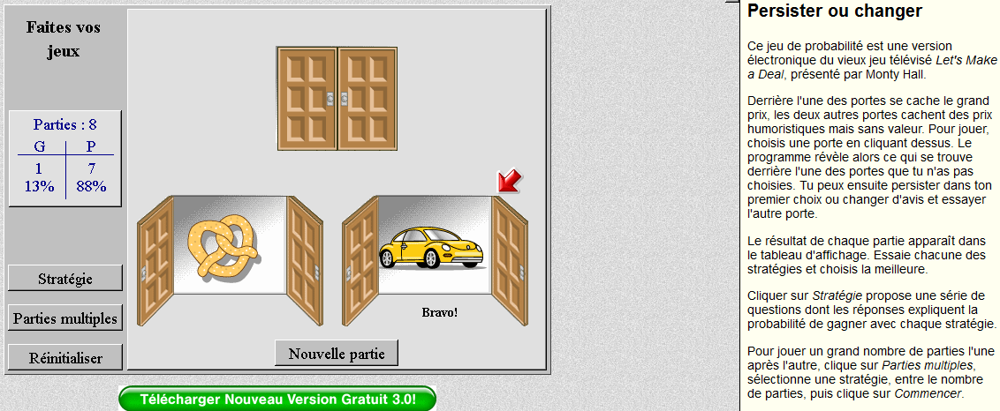 Faites vos
jeux
Parties : 8
G P
1 7
13% 88%
Stratégie
Parties multiples
Réinitialiser
Bravo!
Nouvelle partie
Télécharger Nouveau Version Gratuit 3.0!
Persister ou changer
Ce jeu de probabilité est une version
électronique du vieux jeu télévisé Let's Make
a Deal, présenté par Monty Hall.
Derrière l'une des portes se cache le grand
prix, les deux autres portes cachent des prix
humoristiques mais sans valeur. Pour jouer,
choisis une porte en cliquant dessus. Le
programme révèle alors ce qui se trouve
derrière l'une des portes que tu n'as pas
choisies. Tu peux ensuite persister dans ton
premier choix ou changer d'avis et essayer
l'autre porte.
Le résultat de chaque partie apparaît dans
le tableau d'affichage. Essaie chacune des
stratégies et choisis la meilleure.
Cliquer sur Stratégie propose une série de
questions dont les réponses expliquent la
probabilité de gagner avec chaque stratégie.
Pour jouer un grand nombre de parties l'une
après l'autre, clique sur Parties multiples,
sélectionne une stratégie, entre le nombre
de parties, puis clique sur Commencer.